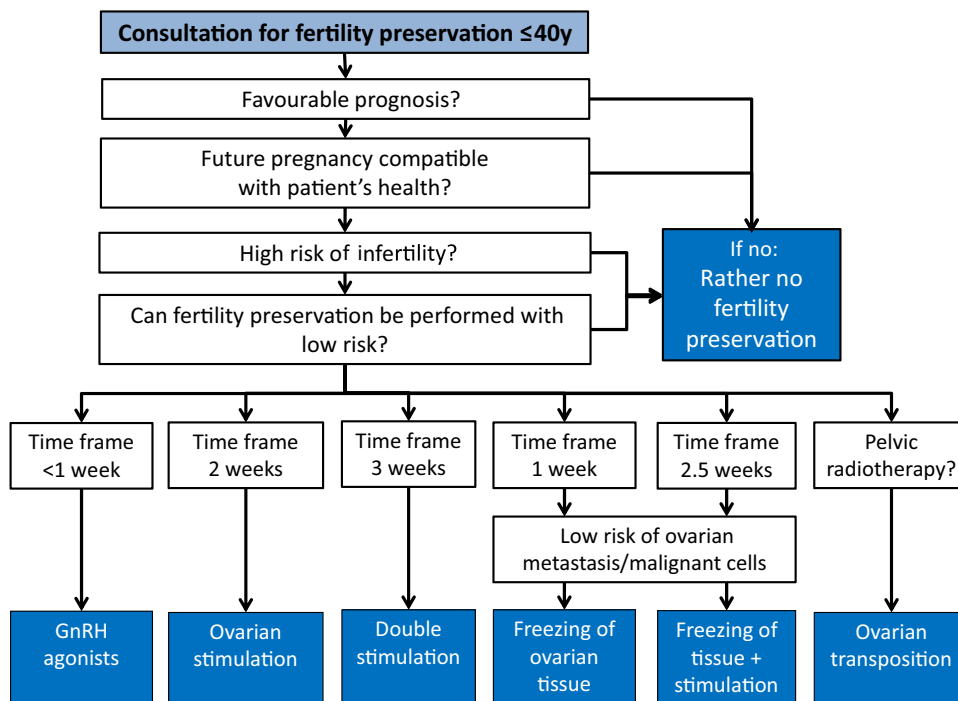 Consultation for fertility preservation ≤40y
Favourable prognosis?
Future pregnancy compatible
with patient's health?
High risk of infertility?
Can fertility preservation be performed with
low risk?
If no:
Rather no
fertility
preservation
Time frame
<1 week
Time frame
2 weeks
Time frame
3 weeks
Time frame
1 week
Time frame
2.5 weeks
Pelvic
radiotherapy?
Low risk of ovarian
metastasis/malignant cells
GnRH
agonists
Ovarian
stimulation
Double
stimulation
Freezing of
ovarian
tissue
Freezing of
tissue +
stimulation
Ovarian
transposition